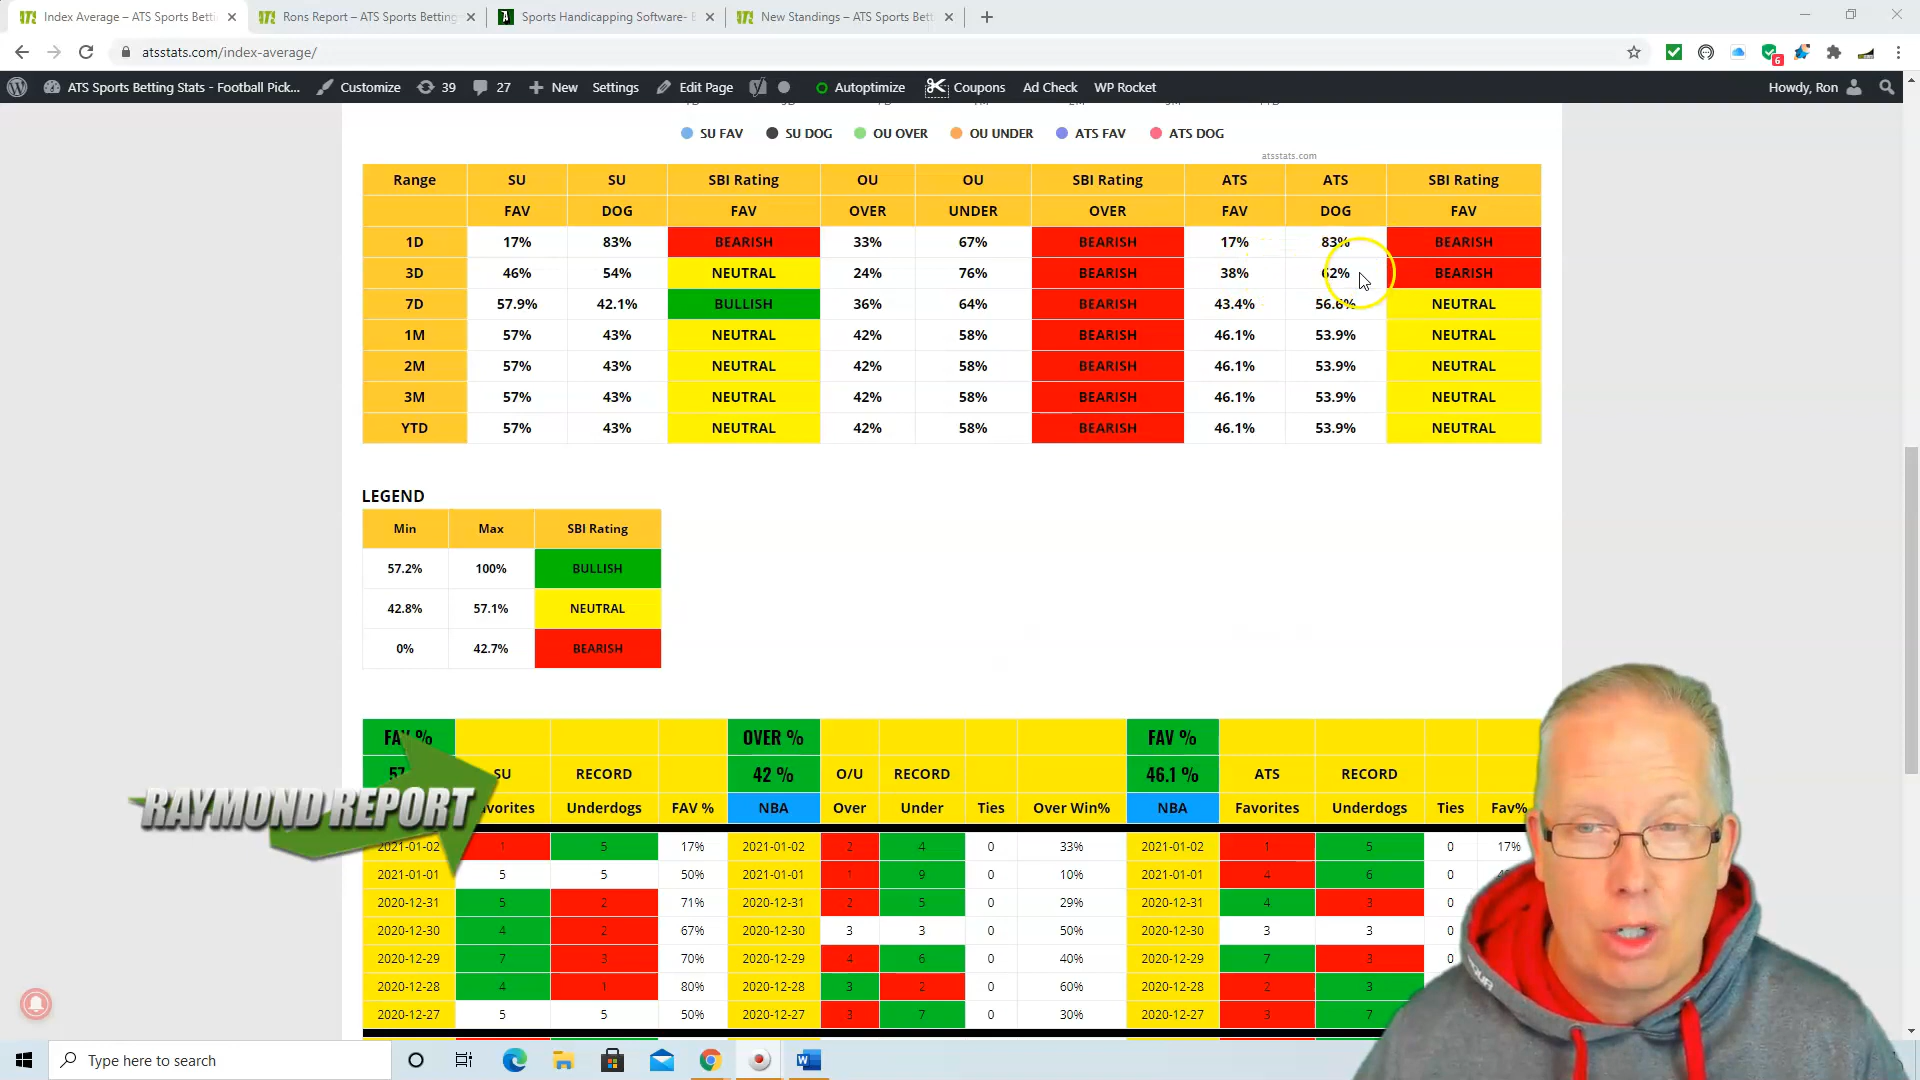 Index Average – ATS Sports Betti
Rons Report – ATS Sports Betting
Sports Handicapping Software-
New Standings – ATS Sports Bett
atsstats.com/index-average/
6
ATS Sports Betting Stats - Football Pick...
Customize
39
27
New
Settings
Edit Page
Autoptimize
Coupons
Ad Check
WP Rocket
Howdy, Ron
SU FAV SU DOG OU OVER OU UNDER ATS FAV ATS DOG
atsstats.com
Range SU SU SBI Rating OU OU SBI Rating ATS ATS SBI Rating
FAV DOG FAV OVER UNDER OVER FAV DOG FAV
1D 17% 83% BEARISH 33% 67% BEARISH 17% 83% BEARISH
3D 46% 54% NEUTRAL 24% 76% BEARISH 38% 62% BEARISH
7D 57.9% 42.1% BULLISH 36% 64% BEARISH 43.4% 56.6% NEUTRAL
1M 57% 43% NEUTRAL 42% 58% BEARISH 46.1% 53.9% NEUTRAL
2M 57% 43% NEUTRAL 42% 58% BEARISH 46.1% 53.9% NEUTRAL
3M 57% 43% NEUTRAL 42% 58% BEARISH 46.1% 53.9% NEUTRAL
YTD 57% 43% NEUTRAL 42% 58% BEARISH 46.1% 53.9% NEUTRAL
LEGEND
Min Max SBI Rating
57.2% 100% BULLISH
42.8% 57.1% NEUTRAL
0% 42.7% BEARISH
FAV % OVER % FAV %
57 SU RECORD 42 % O/U RECORD 46.1 % ATS RECORD
vorites Underdogs FAV % NBA Over Under Ties Over Win% NBA Favorites Underdogs Ties Fav%
RAYMOND REPORT
2021-01-02 1 5 17% 2021-01-02 2 4 0 33% 2021-01-02 1 5 0 17%
2021-01-01 5 5 50% 2021-01-01 1 9 0 10% 2021-01-01 4 6 0
2020-12-31 5 2 71% 2020-12-31 2 5 0 29% 2020-12-31 4 3 0
2020-12-30 4 2 67% 2020-12-30 3 3 0 50% 2020-12-30 3 3 0
2020-12-29 7 3 70% 2020-12-29 4 6 0 40% 2020-12-29 7 3 0
2020-12-28 4 1 80% 2020-12-28 3 2 0 60% 2020-12-28 2 3
2020-12-27 5 5 50% 2020-12-27 3 7 0 30% 2020-12-27 3 7
Type here to search